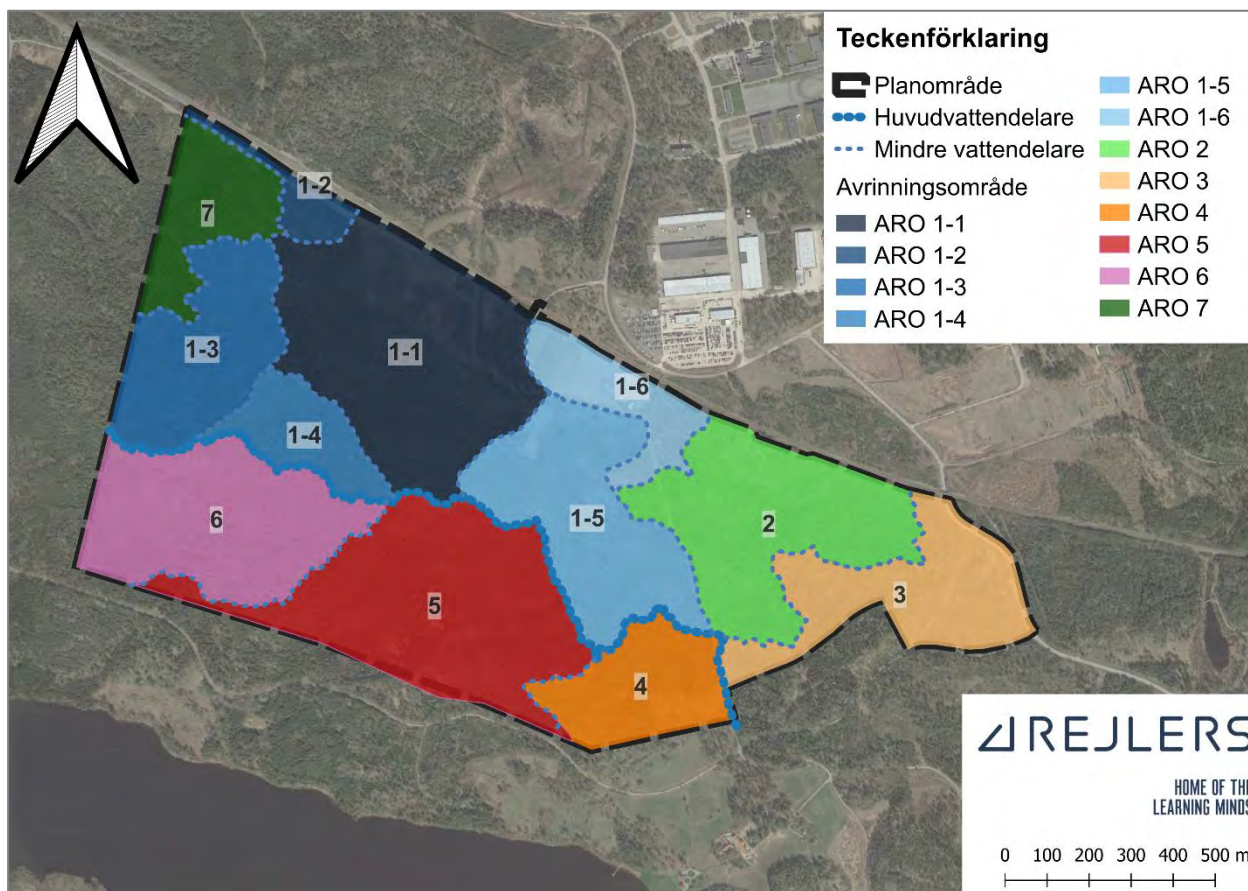 Teckenförklaring
Planområde
Huvudvattendelare
Mindre vattendelare
Avrinningsområde
ARO 1-1
ARO 1-2
ARO 1-3
ARO 1-4
ARO 1-5
ARO 1-6
ARO 2
ARO 3
ARO 4
ARO 5
ARO 6
ARO 7
1-2
7
1-3
1-1
1-6
1-4
6
1-5
2
5
3
4
REJLERS
HOME OF THE
LEARNING MINDS
0 100 200 300 400 500 m